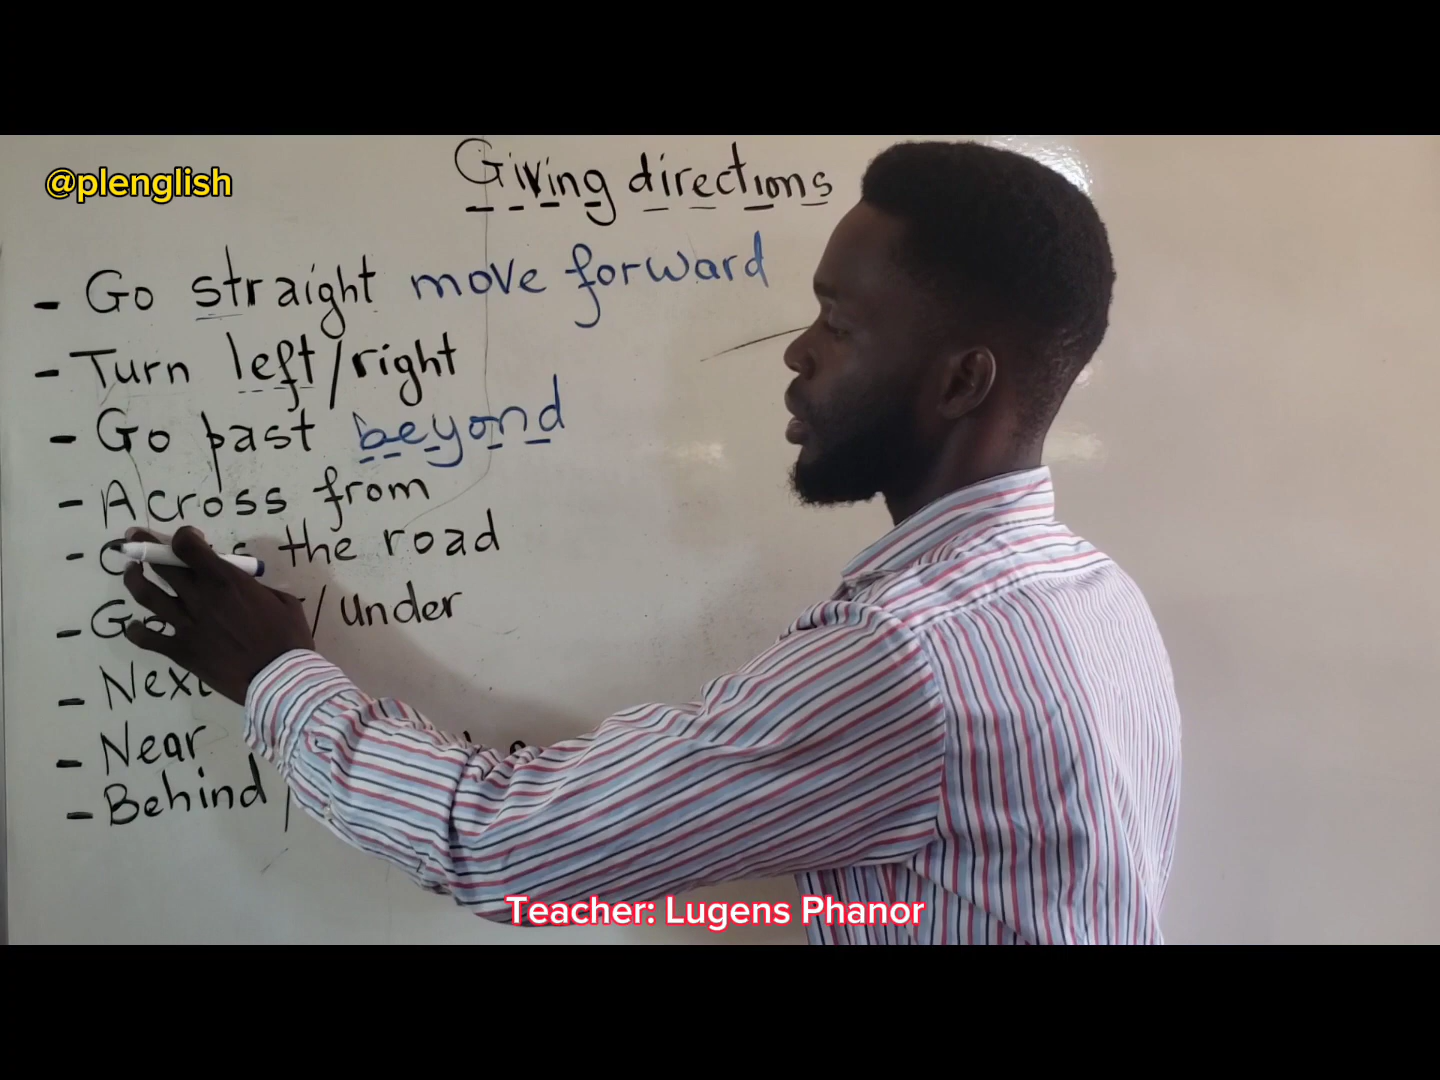 @plenglish
Giving directions
- Go straight move forward
- Turn left/right
- Go past beyond
- Across from
- the road
- Go / under
- Next
- Near
- Behind /
Teacher: Lugens Phanor